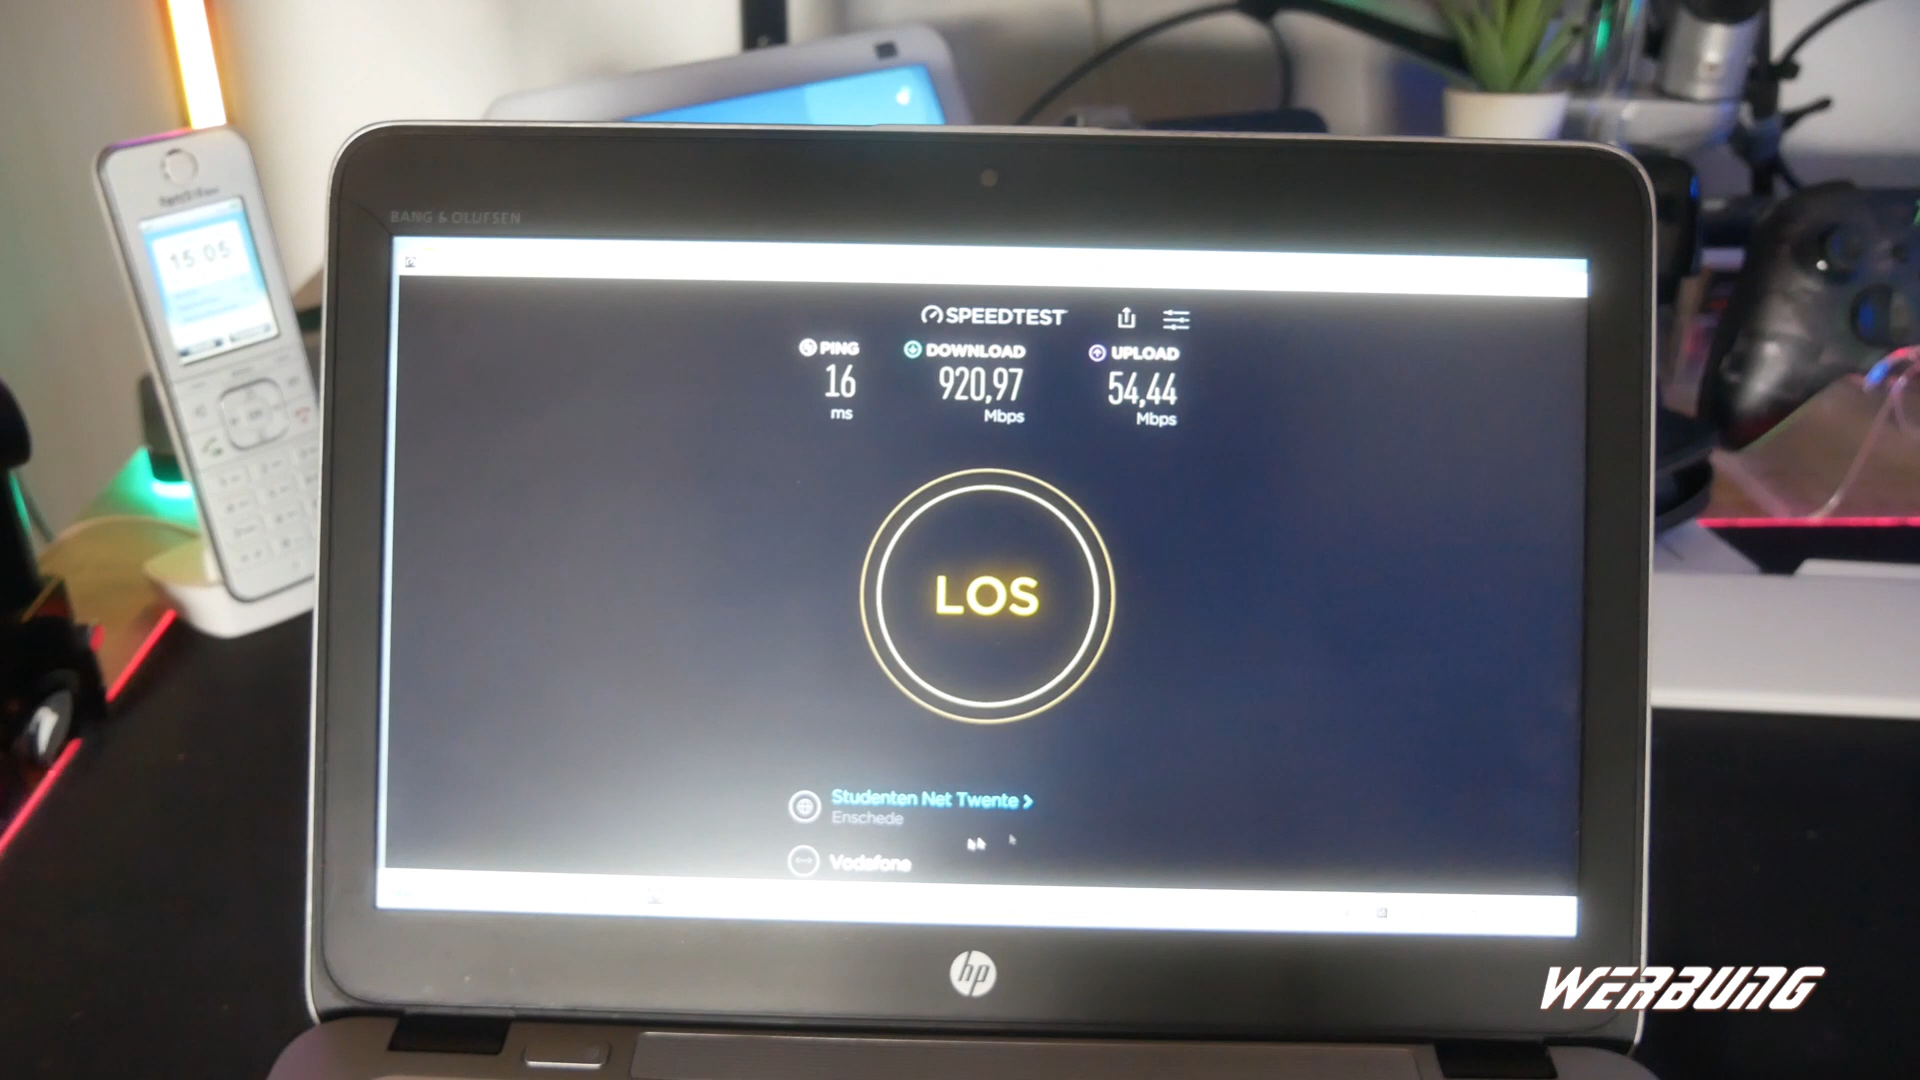 BANG & OLUFSEN
15:05
SPEEDTEST
PING DOWNLOAD UPLOAD
16 920,97 54,44
ms Mbps Mbps
LOS
Studenten Net Twente >
Enschede
Vodafone
hp
WERBUNG